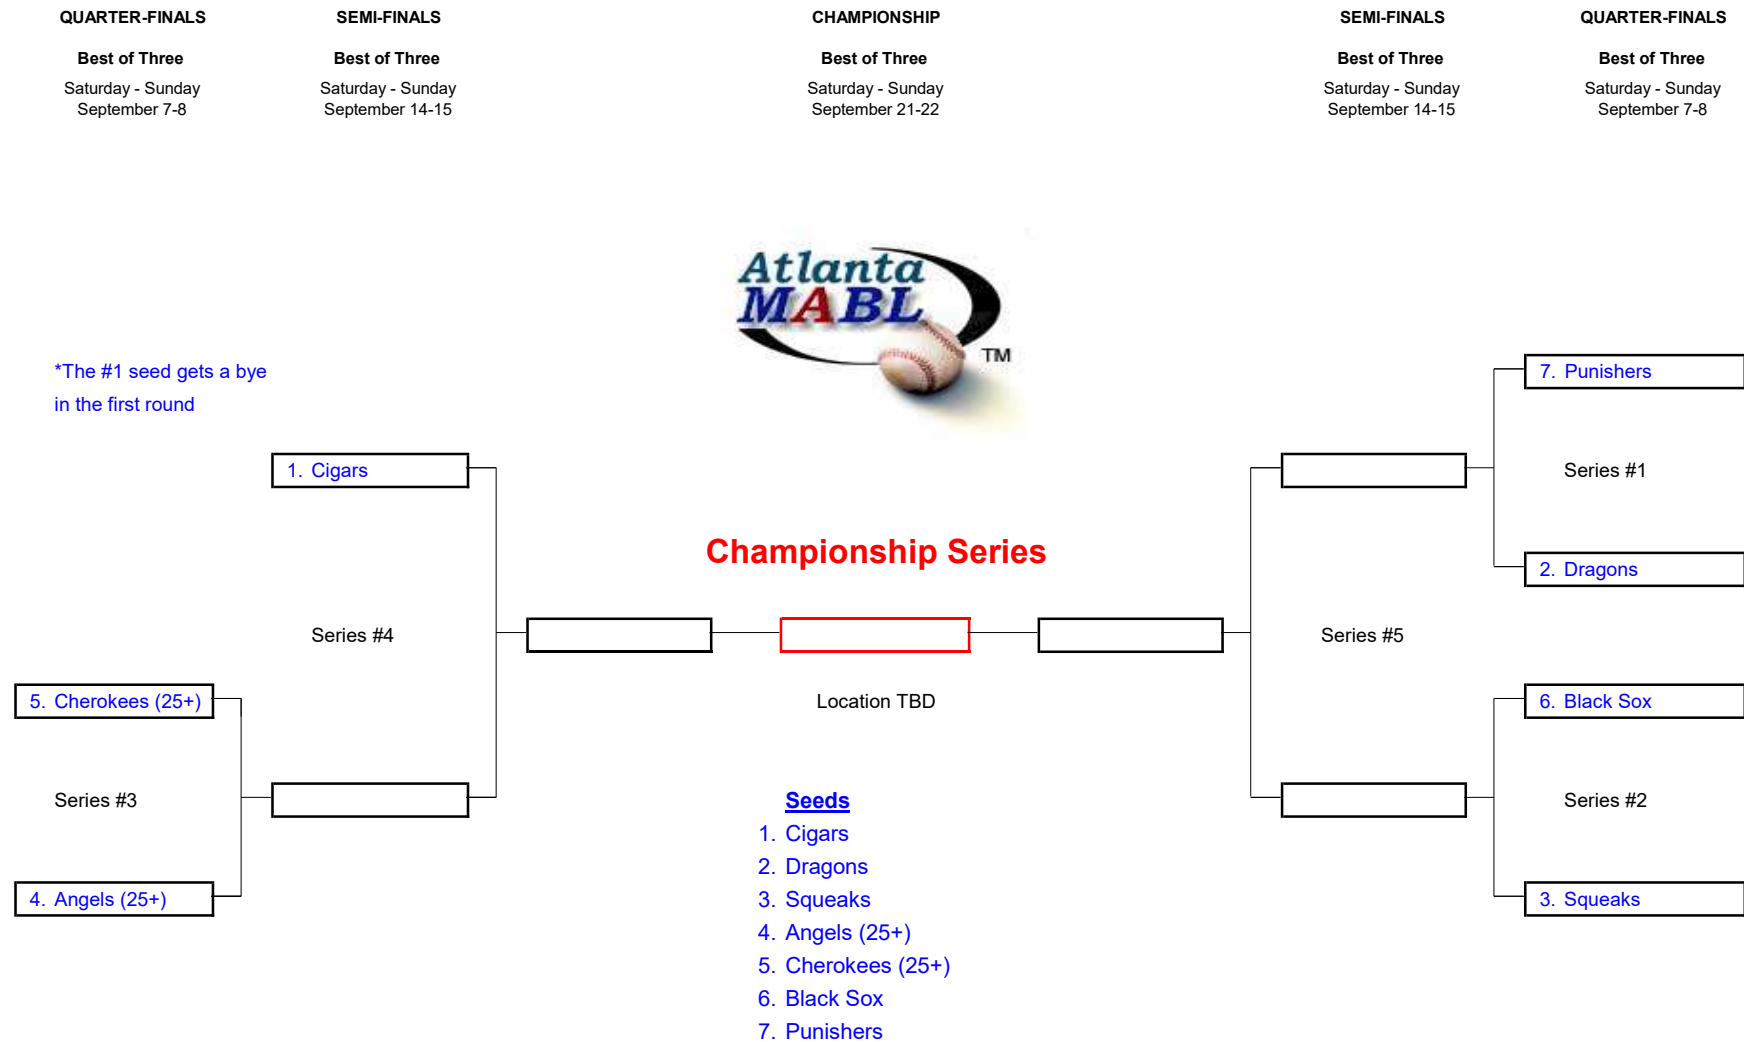 QUARTER-FINALS SEMI-FINALS CHAMPIONSHIP SEMI-FINALS QUARTER-FINALS
Best of Three Best of Three Best of Three Best of Three Best of Three
Saturday - Sunday Saturday - Sunday Saturday - Sunday Saturday - Sunday Saturday - Sunday
September 7-8 September 14-15 September 21-22 September 14-15 September 7-8
Atlanta
MABL
TM
*The #1 seed gets a bye
in the first round
7. Punishers
1. Cigars
Series #1
Championship Series
2. Dragons
Series #4
Series #5
5. Cherokees (25+)
Location TBD
6. Black Sox
Series #3
Series #2
4. Angels (25+)
3. Squeaks
Seeds
1. Cigars
2. Dragons
3. Squeaks
4. Angels (25+)
5. Cherokees (25+)
6. Black Sox
7. Punishers